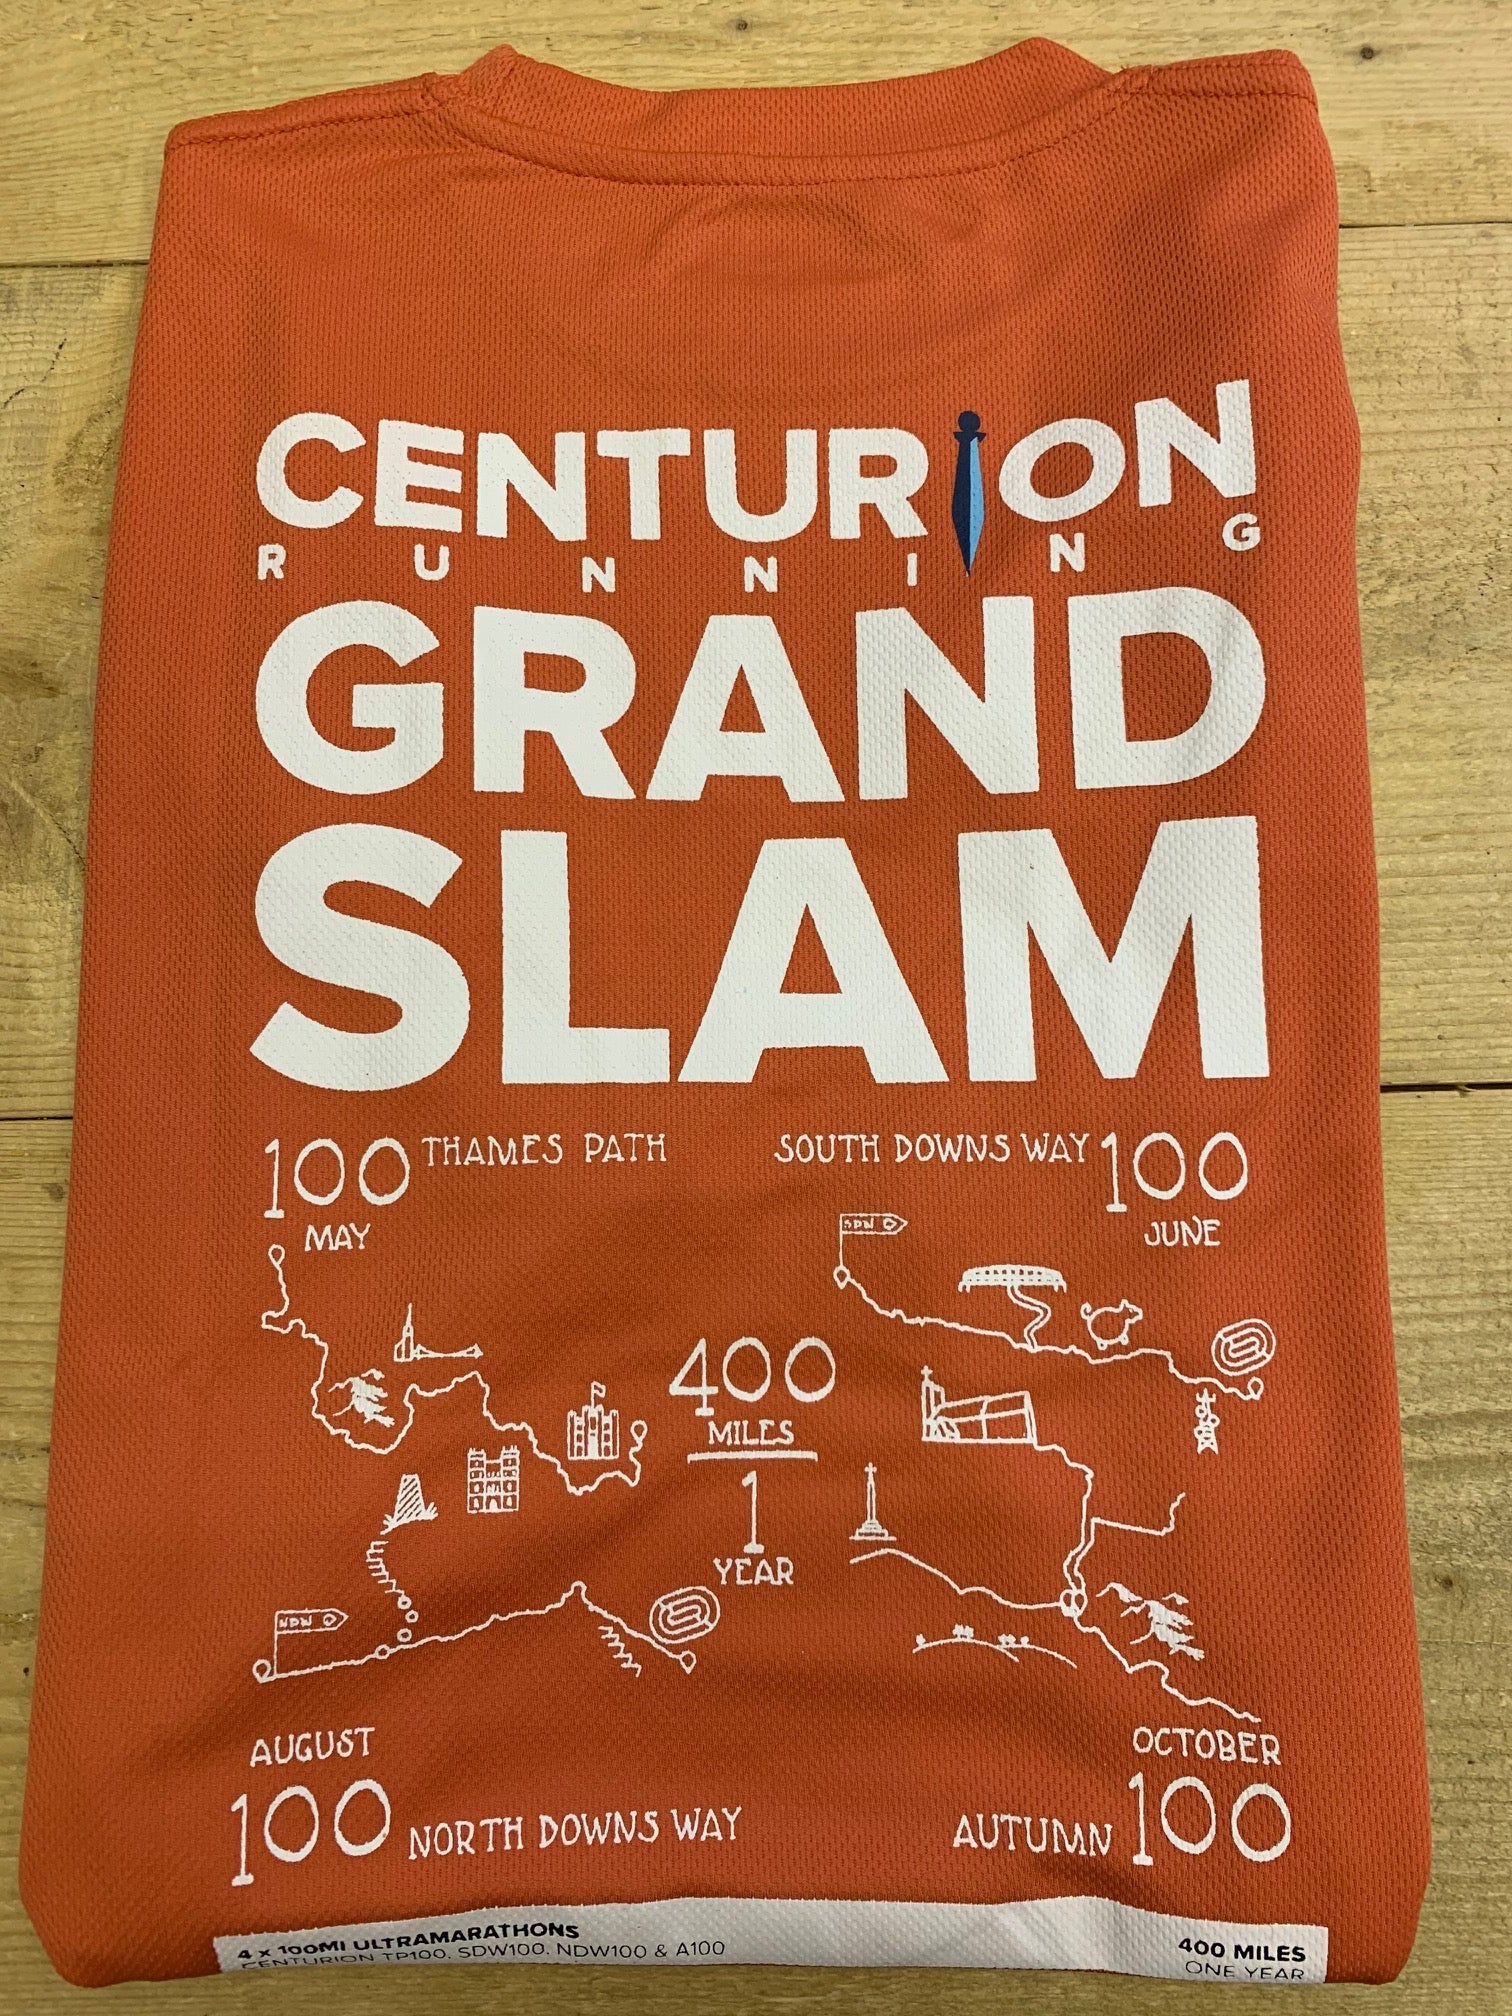 CENTURION
RUNNING
GRAND
SLAM
100 THAMES PATH
MAY
SOUTH DOWNS WAY 100
JUNE
SDW
400
MILES
1
YEAR
NDW
AUGUST
100 NORTH DOWNS WAY
OCTOBER
AUTUMN 100
4 x 100MI ULTRAMARATHONS
CENTURION TP100, SDW100, NDW100 & A100
400 MILES
ONE YEAR